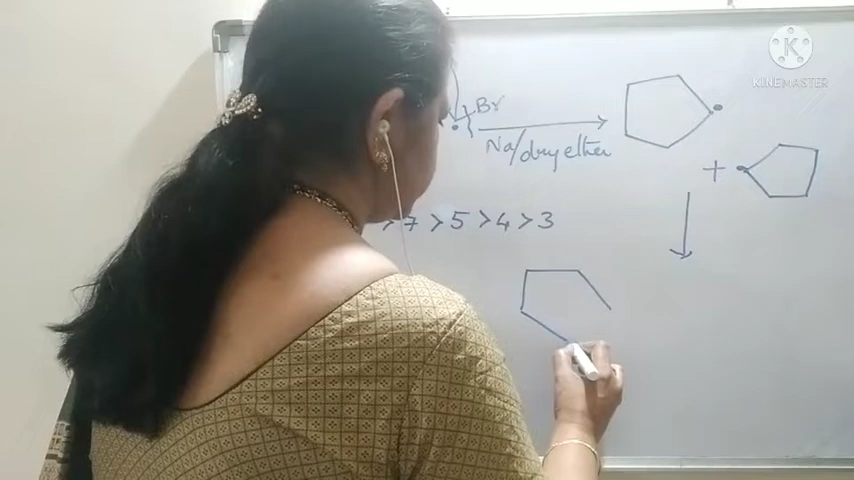 K
KINEMASTER
Br
Na/dry ether
+
> 7 > 5 > 4 > 3